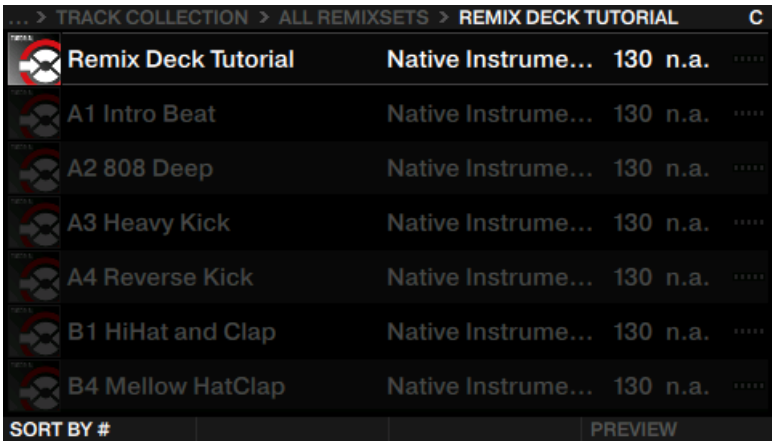 ... > TRACK COLLECTION > ALL REMIXSETS > REMIX DECK TUTORIAL C
Remix Deck Tutorial Native Instrume... 130 n.a.
A1 Intro Beat Native Instrume... 130 n.a.
A2 808 Deep Native Instrume... 130 n.a.
A3 Heavy Kick Native Instrume... 130 n.a.
A4 Reverse Kick Native Instrume... 130 n.a.
B1 HiHat and Clap Native Instrume... 130 n.a.
B4 Mellow HatClap Native Instrume... 130 n.a.
SORT BY # PREVIEW